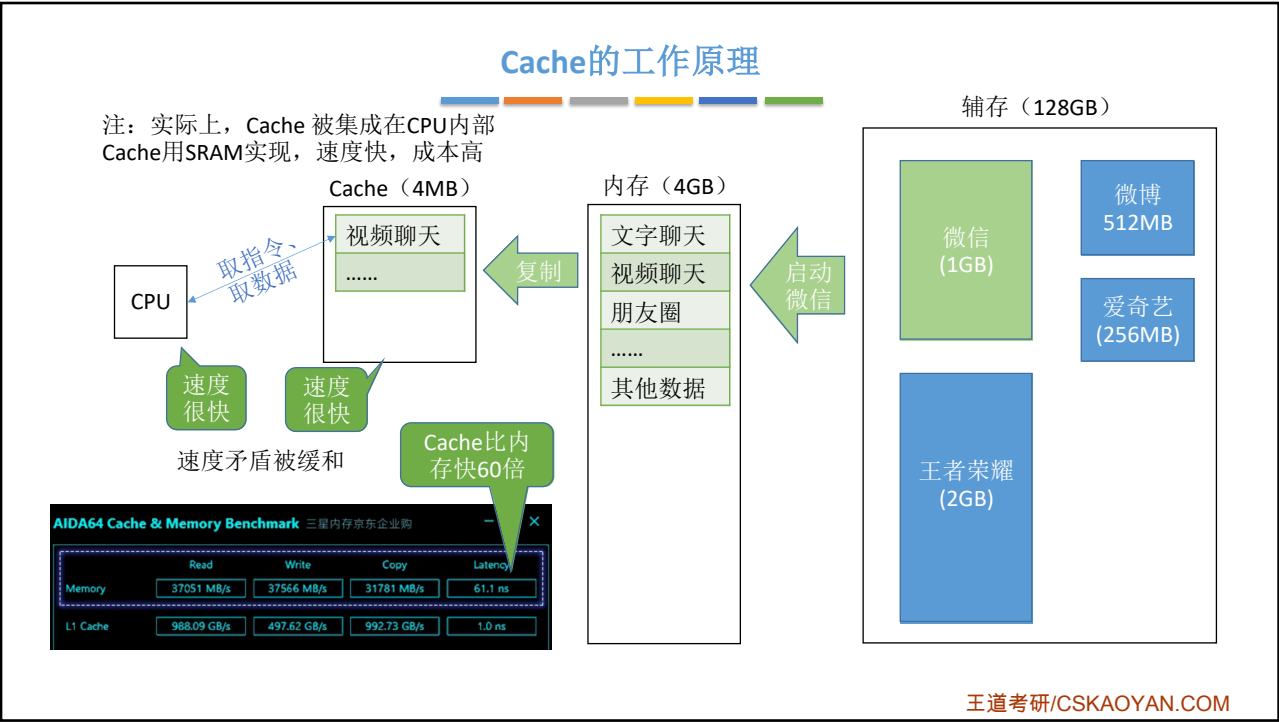 Cache的工作原理
注：实际上，Cache 被集成在CPU内部
Cache用SRAM实现，速度快，成本高
Cache（4MB）
视频聊天
……
取指令、
取数据
CPU
速度
很快
速度
很快
速度矛盾被缓和
复制
内存（4GB）
文字聊天
视频聊天
朋友圈
……
其他数据
启动
微信
辅存（128GB）
微信
(1GB)
微博
512MB
爱奇艺
(256MB)
王者荣耀
(2GB)
Cache比内
存快60倍
AIDA64 Cache & Memory Benchmark 三星内存京东企业购
Read Write Copy Latency
Memory 37051 MB/s 37566 MB/s 31781 MB/s 61.1 ns
L1 Cache 988.09 GB/s 497.62 GB/s 992.73 GB/s 1.0 ns
王道考研/CSKAOYAN.COM